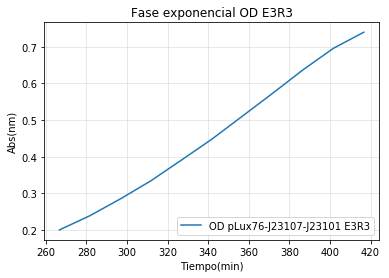 Fase exponencial OD E3R3
Abs(nm)
0.7
0.6
0.5
0.4
0.3
0.2
OD pLux76-J23107-J23101 E3R3
260 280 300 320 340 360 380 400 420
Tiempo(min)